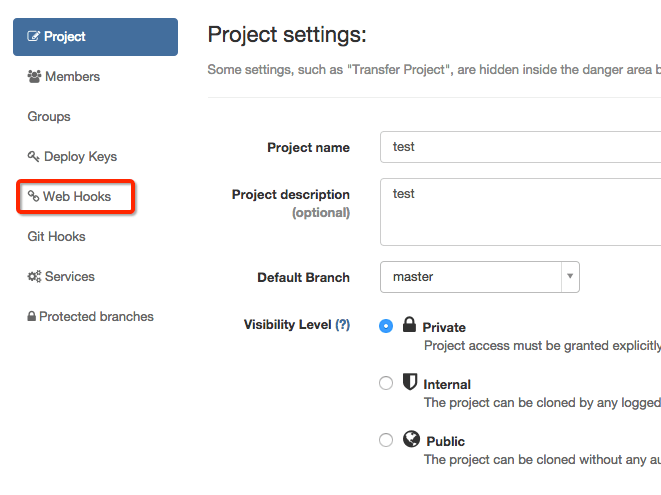 Project
Members
Groups
Deploy Keys
Web Hooks
Git Hooks
Services
Protected branches
Project settings:
Some settings, such as "Transfer Project", are hidden inside the danger area
Project name
test
Project description
(optional)
test
Default Branch
master
Visibility Level (?)
Private
Project access must be granted explicitly
Internal
The project can be cloned by any logged
Public
The project can be cloned without any